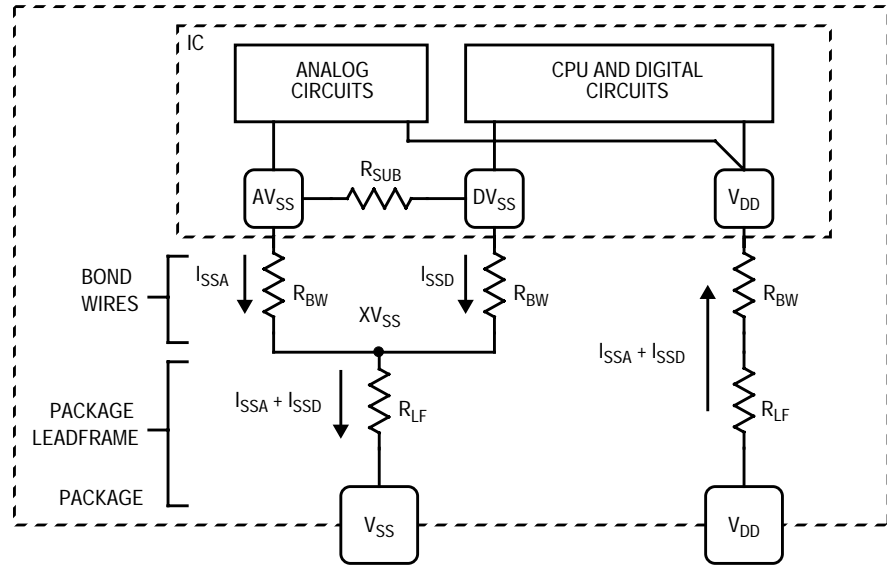 IC
ANALOG
CIRCUITS
CPU AND DIGITAL
CIRCUITS
RSUB
AVSS
DVSS
VDD
BOND
WIRES
ISSA
RBW
ISSD
RBW
RBW
XVSS
ISSA + ISSD
ISSA + ISSD
PACKAGE
LEADFRAME
RLF
RLF
PACKAGE
VSS
VDD